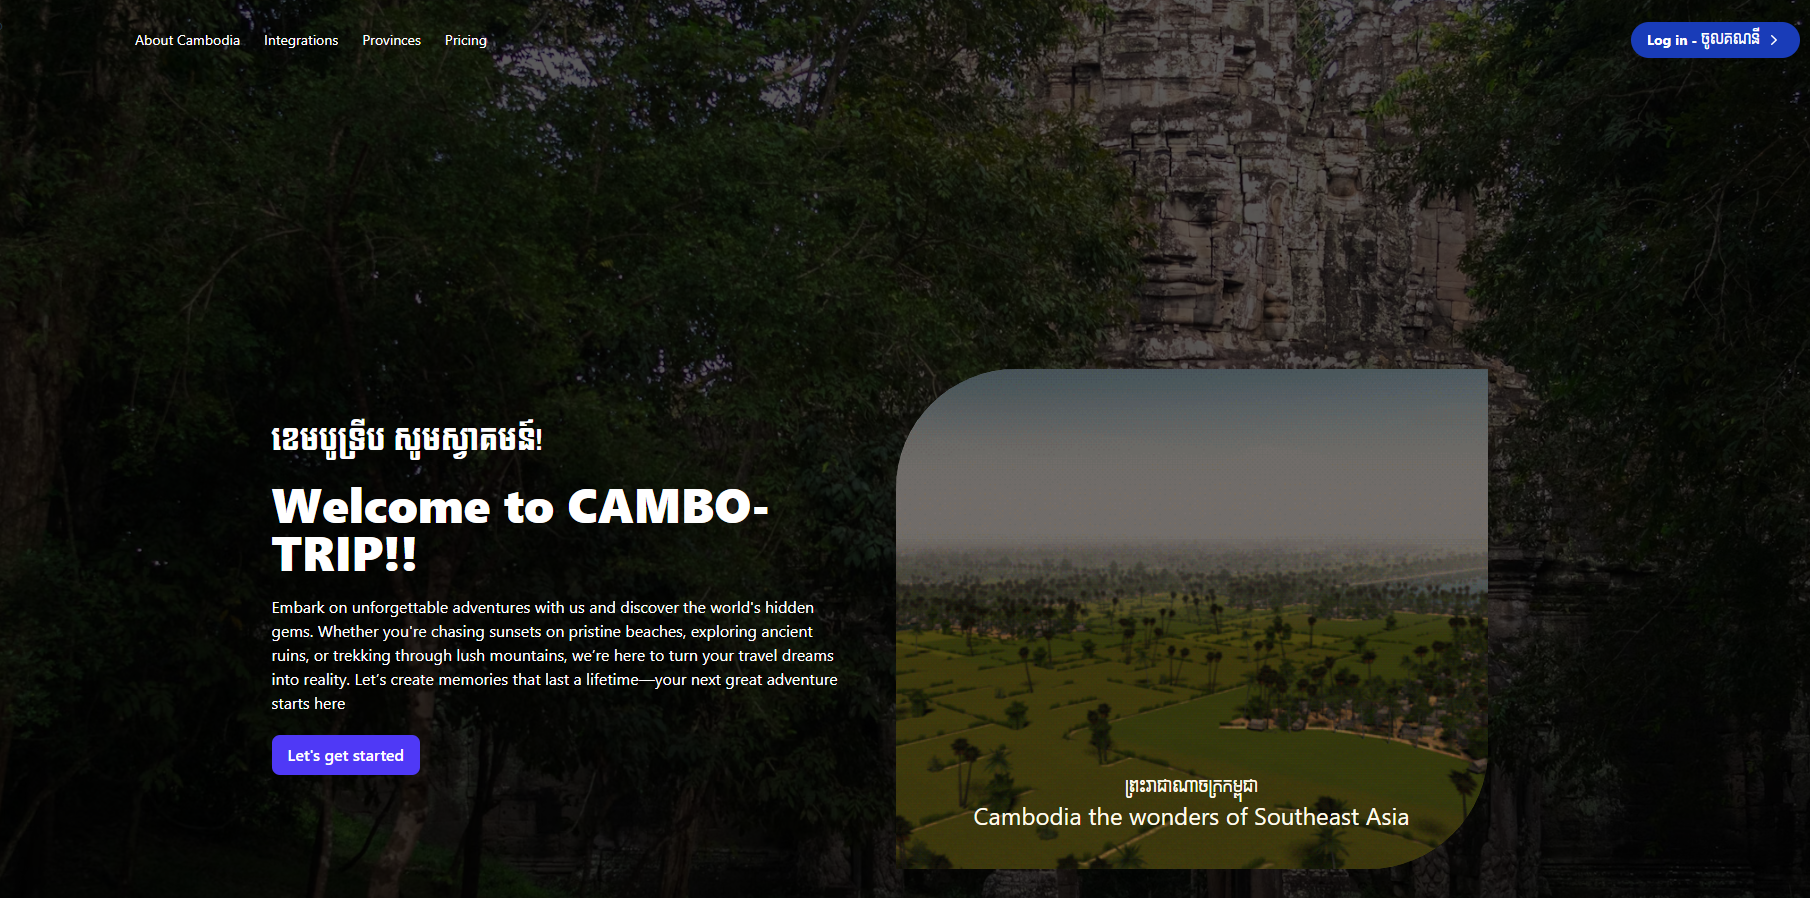 About Cambodia
Integrations
Provinces
Pricing
Log in - ចូលគណនី
ខេមបូទ្រីប សូមស្វាគមន៍!
Welcome to CAMBO-
TRIP!!
Embark on unforgettable adventures with us and discover the world's hidden
gems. Whether you're chasing sunsets on pristine beaches, exploring ancient
ruins, or trekking through lush mountains, we’re here to turn your travel dreams
into reality. Let’s create memories that last a lifetime—your next great adventure
starts here
Let's get started
ព្រះរាជាណាចក្រកម្ពុជា
Cambodia the wonders of Southeast Asia